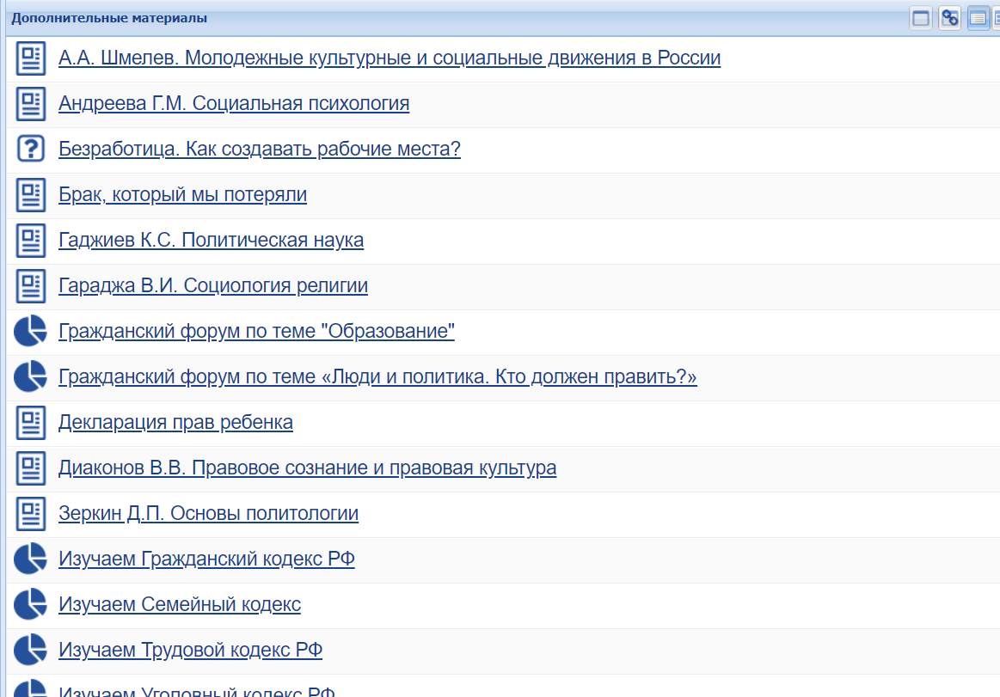 Дополнительные материалы
А.А. Шмелев. Молодежные культурные и социальные движения в России
Андреева Г.М. Социальная психология
Безработица. Как создавать рабочие места?
Брак, который мы потеряли
Гаджиев К.С. Политическая наука
Гараджа В.И. Социология религии
Гражданский форум по теме "Образование"
Гражданский форум по теме «Люди и политика. Кто должен править?»
Декларация прав ребенка
Диаконов В.В. Правовое сознание и правовая культура
Зеркин Д.П. Основы политологии
Изучаем Гражданский кодекс РФ
Изучаем Семейный кодекс
Изучаем Трудовой кодекс РФ
Изучаем Уголовный кодекс РФ